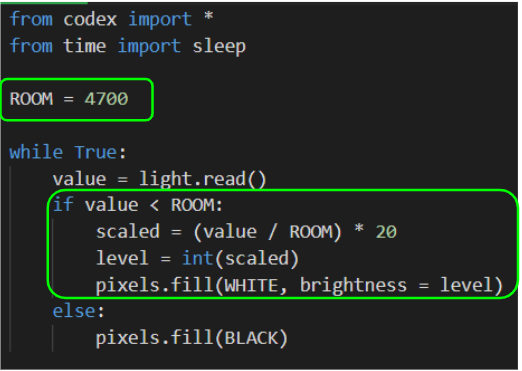 from codex import *
from time import sleep
ROOM = 4700
while True:
    value = light.read()
    if value < ROOM:
        scaled = (value / ROOM) * 20
        level = int(scaled)
        pixels.fill(WHITE, brightness = level)
    else:
        pixels.fill(BLACK)